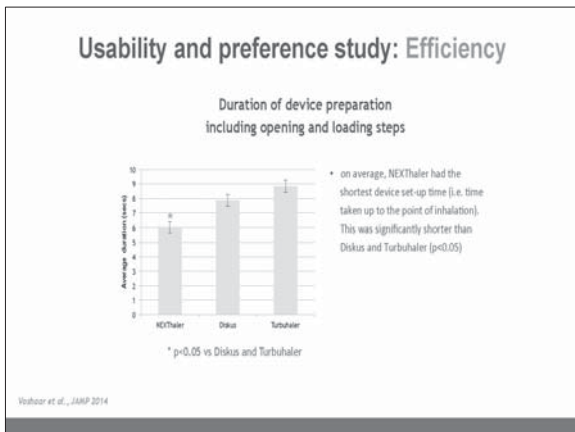 Usability and preference study: Efficiency
Duration of device preparation
including opening and loading steps
10
9
8
7
6
5
4
3
2
1
0
Average duration (secs)
*
NEXThaler
Diskus
Turbuhaler
* p<0.05 vs Diskus and Turbuhaler
• on average, NEXThaler had the
shortest device set-up time (i.e. time
taken up to the point of inhalation).
This was significantly shorter than
Diskus and Turbuhaler (p<0.05)
Voshaar et al., JAMP 2014